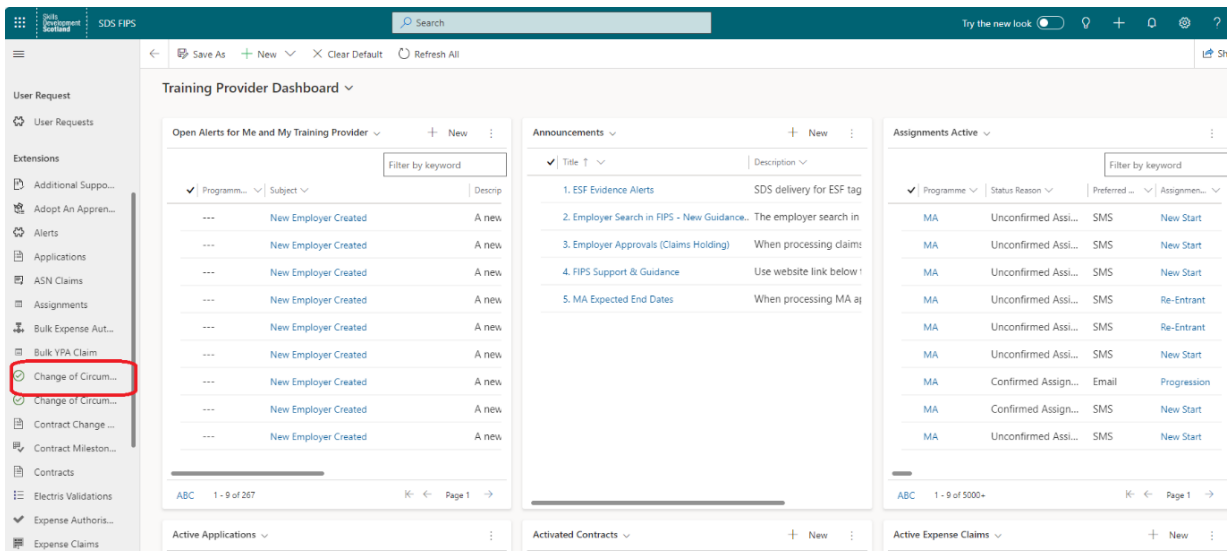 Skills Development Scotland SDS FIPS Search Try the new look ?
Save As New Clear Default Refresh All Sh
User Request
User Requests
Extensions
Additional Suppo...
Adopt An Appren...
Alerts
Applications
ASN Claims
Assignments
Bulk Expense Aut...
Bulk YPA Claim
Change of Circum...
Change of Circum...
Contract Change ...
Contract Mileston...
Contracts
Electris Validations
Expense Authoris...
Expense Claims
Training Provider Dashboard
Open Alerts for Me and My Training Provider New
Filter by keyword
Programm... Subject Descrip
--- New Employer Created A new
--- New Employer Created A new
--- New Employer Created A new
--- New Employer Created A new
--- New Employer Created A new
--- New Employer Created A new
--- New Employer Created A new
--- New Employer Created A new
--- New Employer Created A new
ABC 1 - 9 of 267 Page 1
Announcements New
Title Description
1. ESF Evidence Alerts SDS delivery for ESF tag
2. Employer Search in FIPS - New Guidance.. The employer search in
3. Employer Approvals (Claims Holding) When processing claims
4. FIPS Support & Guidance Use website link below
5. MA Expected End Dates When processing MA ap
Assignments Active
Filter by keyword
Programme Status Reason Preferred ... Assignmen...
MA Unconfirmed Assi... SMS New Start
MA Unconfirmed Assi... SMS New Start
MA Unconfirmed Assi... SMS New Start
MA Unconfirmed Assi... SMS Re-Entrant
MA Unconfirmed Assi... SMS Re-Entrant
MA Unconfirmed Assi... SMS New Start
MA Confirmed Assign... Email Progression
MA Confirmed Assign... SMS New Start
MA Unconfirmed Assi... SMS New Start
ABC 1 - 9 of 5000+ Page 1
Active Applications
Activated Contracts New
Active Expense Claims New